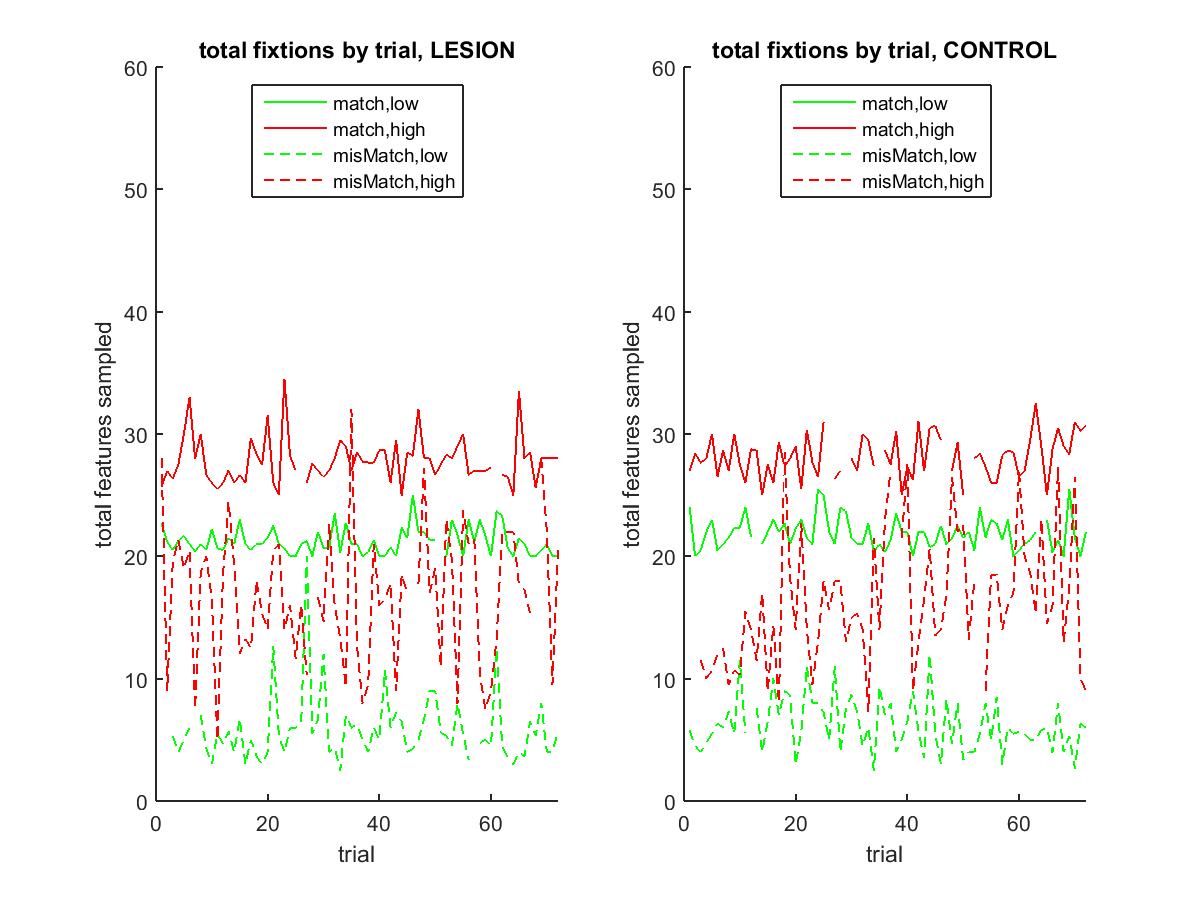 total fixtions by trial, LESION
match,low
match,high
misMatch,low
misMatch,high
60
50
40
30
20
10
0
total features sampled
0 20 40 60
trial
total fixtions by trial, CONTROL
match,low
match,high
misMatch,low
misMatch,high
60
50
40
30
20
10
0
total features sampled
0 20 40 60
trial